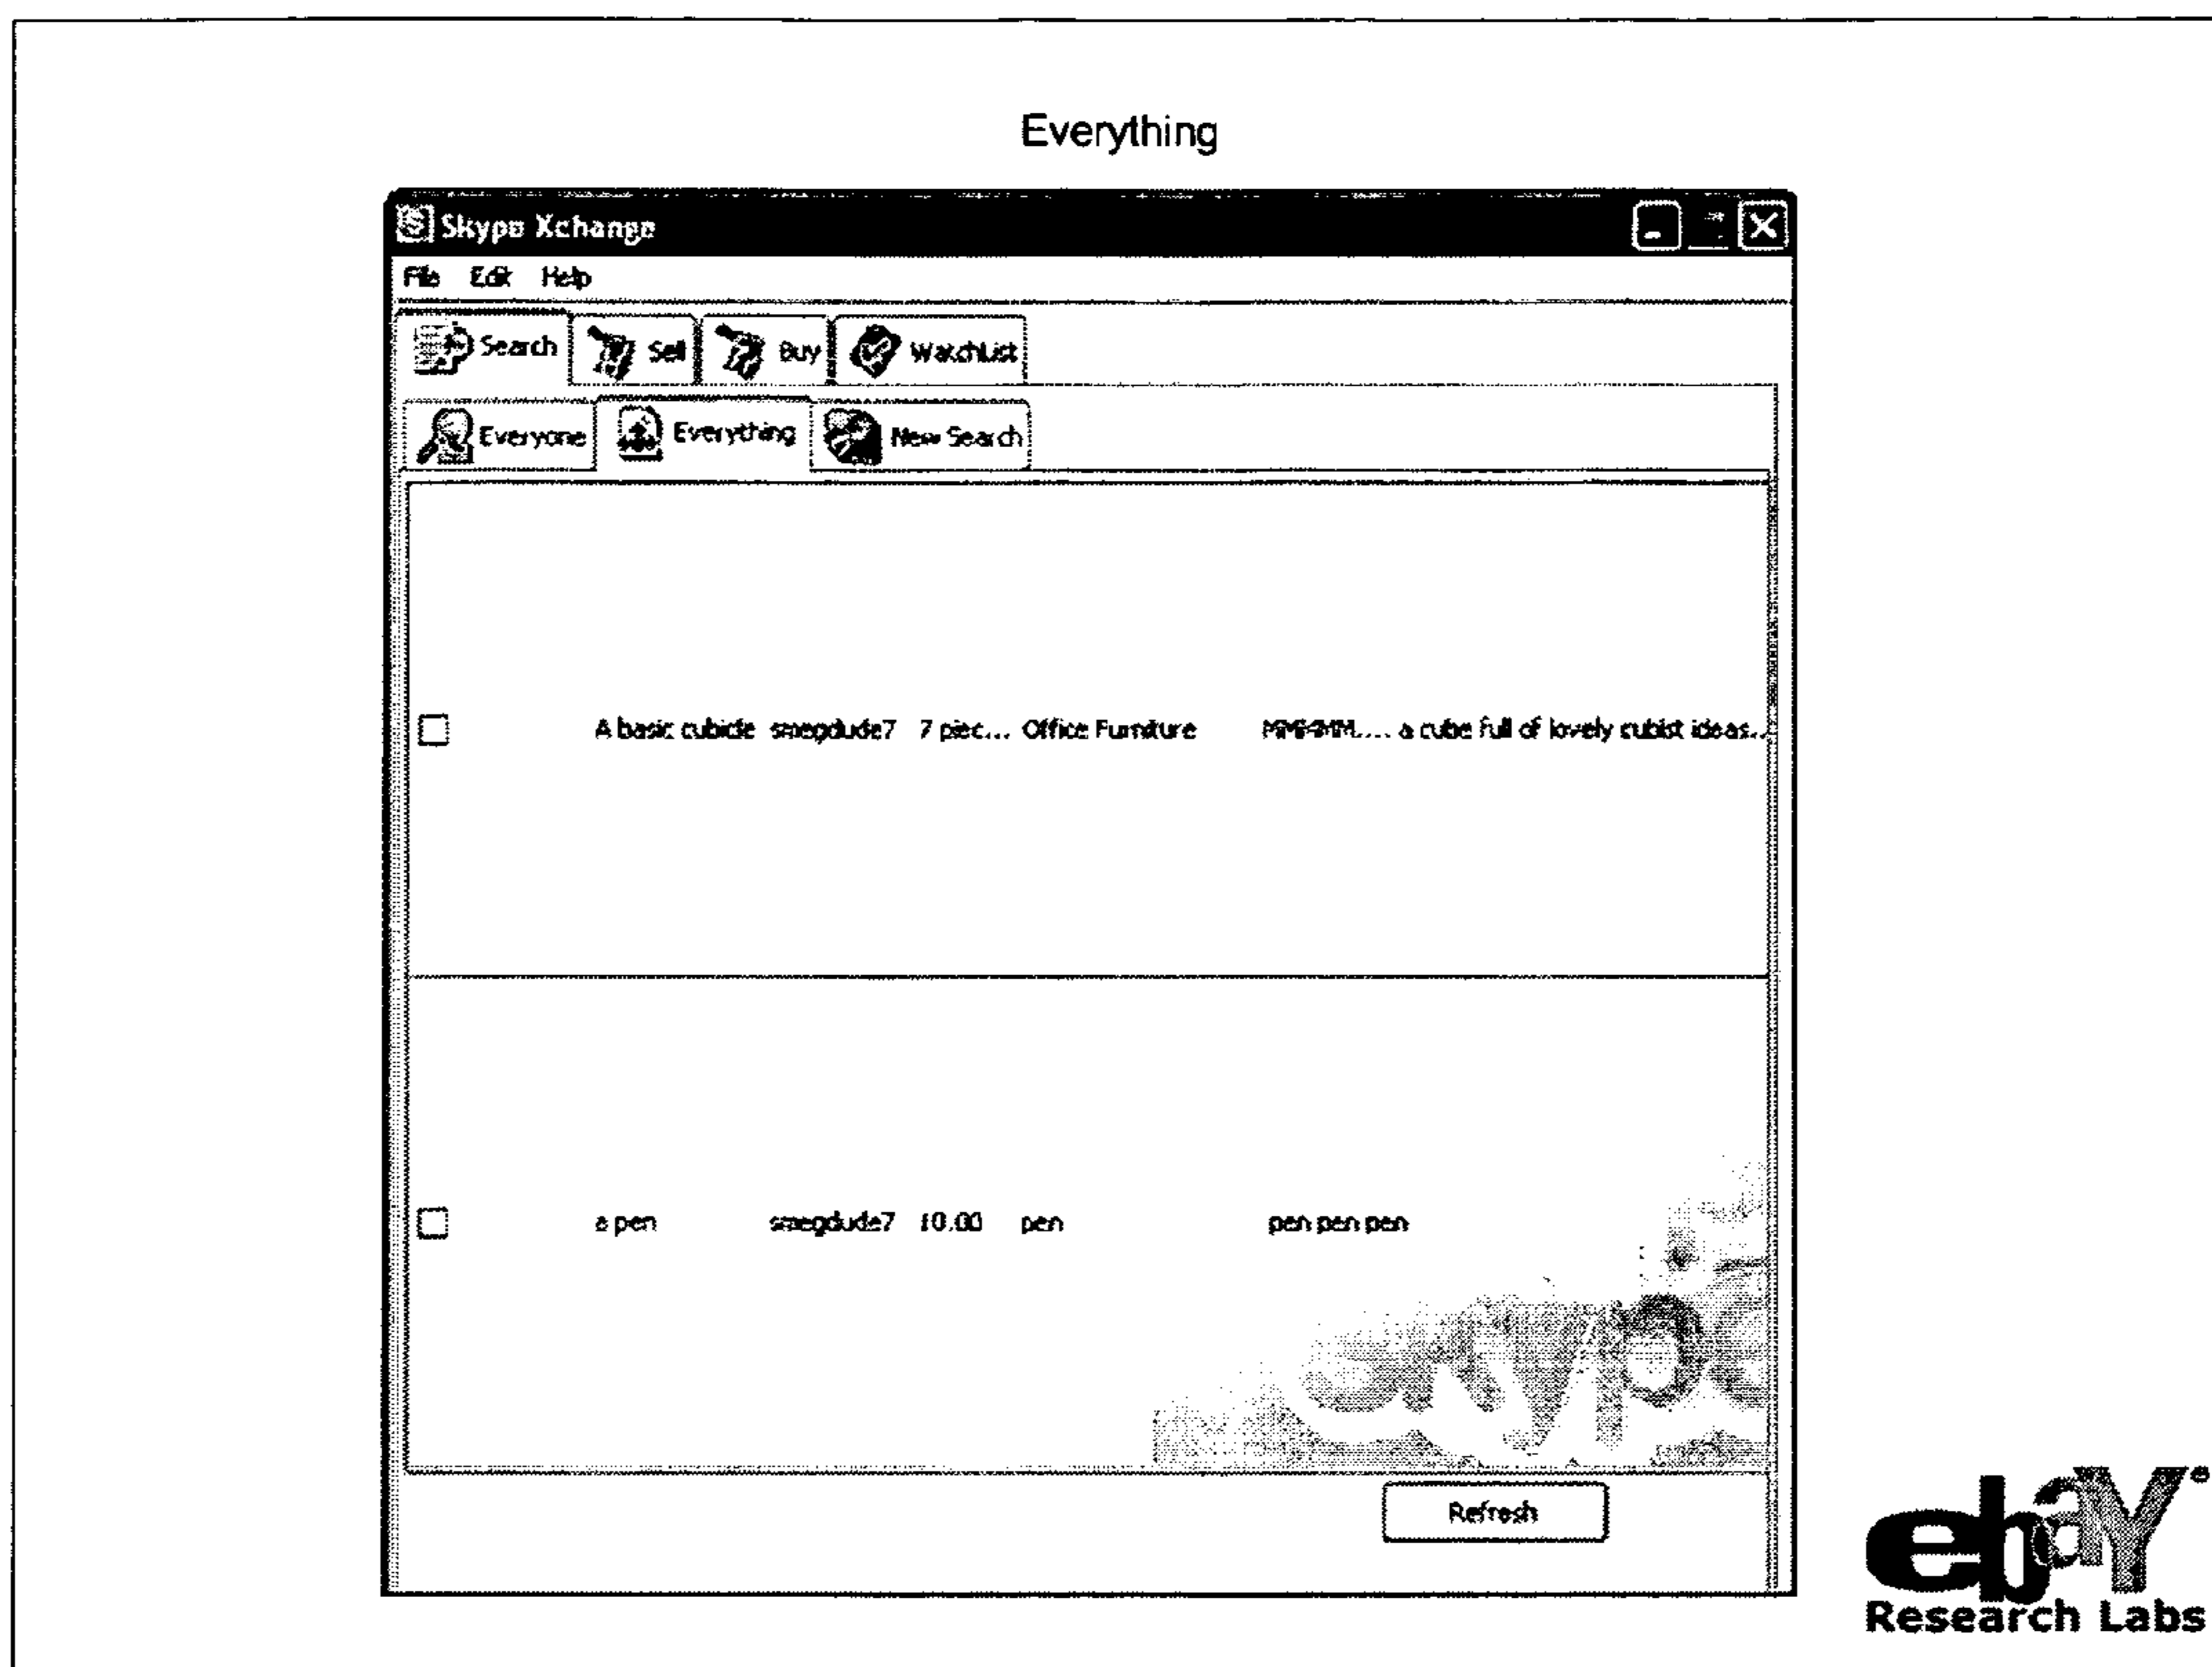 Everything
Skype Xchange
File Edit Help
Search Sell Buy WatchList
Everyone Everything New Search
A basic cubicle smegdude7 7 piec... Office Furniture a cube full of lovely cubist ideas..
a pen smegdude7 10.00 pen pen pen pen
Refresh
ebaY®
Research Labs